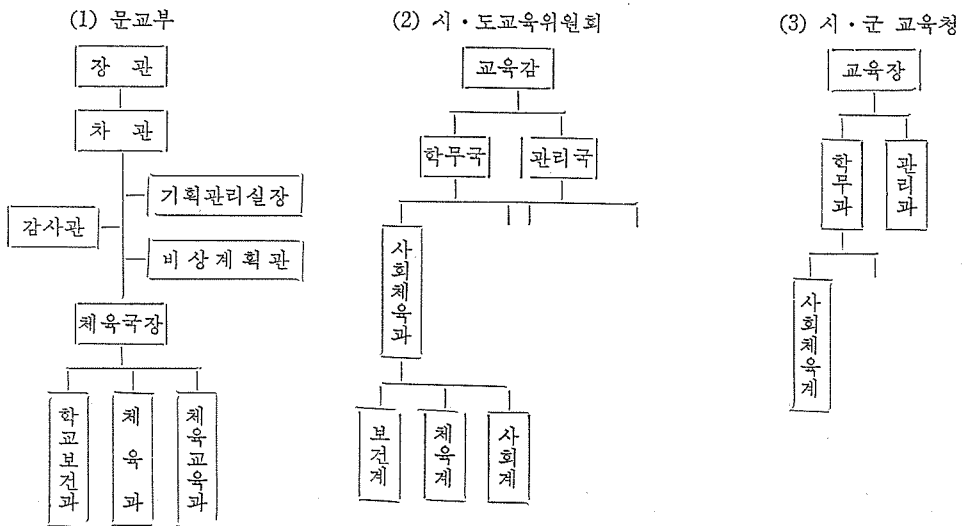 (1) 문교부
장 관
차 관
기획관리실장
감사관
비상계획관
체육국장
학교보건과
체 육 과
체육교육과
(2) 시・도교육위원회
교육감
학무국
관리국
사회체육과
보건계
체육계
사회계
(3) 시・군 교육청
교육장
학무과
관리과
사회체육계